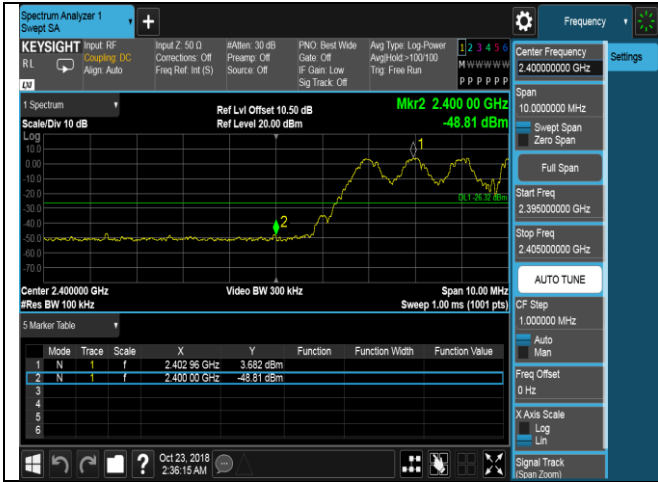 Spectrum Analyzer 1
Swept SA
+
Frequency
KEYSIGHT Input: RF Input Z: 50 Ω #Atten: 30 dB PNO: Best Wide Avg Type: Log-Power 1 2 3 4 5 6
RL Coupling: DC Corrections: Off Preamp: Off Gate: Off Avg|Hold:>100/100 M W W W W W
Align: Auto Freq Ref: Int (S) Source: Off IF Gain: Low Trig: Free Run
Sig Track: Off P P P P P P
LXI
1 Spectrum
Ref Lvl Offset 10.50 dB Mkr2 2.400 00 GHz
Scale/Div 10 dB Ref Level 20.00 dBm -48.81 dBm
Log
10.0
0.00
-10.0
-20.0
-30.0
-40.0
-50.0
-60.0
-70.0
1
DL1 -26.32 dBm
2
Center 2.400000 GHz Video BW 300 kHz Span 10.00 MHz
#Res BW 100 kHz Sweep 1.00 ms (1001 pts)
5 Marker Table
Mode Trace Scale X Y Function Function Width Function Value
1 N 1 f 2.402 96 GHz 3.682 dBm
2 N 1 f 2.400 00 GHz -48.81 dBm
3
4
5
6
?
Oct 23, 2018
2:36:15 AM
Settings
Center Frequency
2.400000000 GHz
Span
10.0000000 MHz
Swept Span
Zero Span
Full Span
Start Freq
2.395000000 GHz
Stop Freq
2.405000000 GHz
AUTO TUNE
CF Step
1.000000 MHz
Auto
Man
Freq Offset
0 Hz
X Axis Scale
Log
Lin
Signal Track
(Span Zoom)